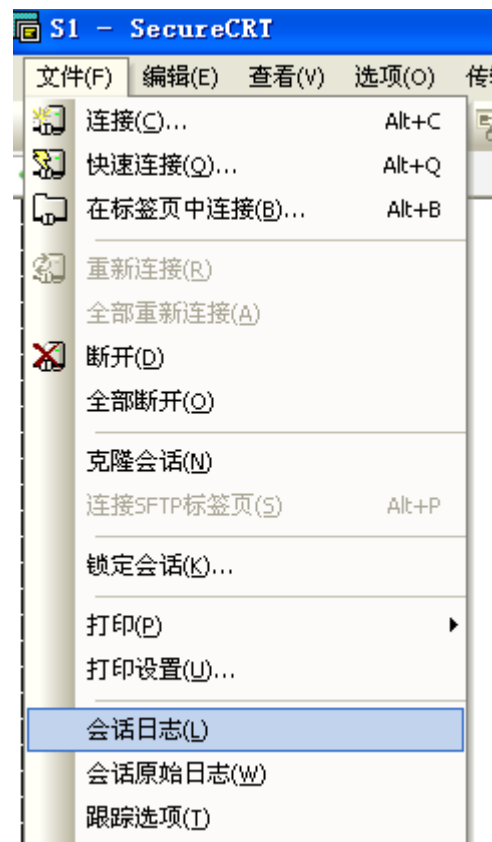 S1 - SecureCRT
文件(F) 编辑(E) 查看(V) 选项(O)
连接(C)... Alt+C
快速连接(Q)... Alt+Q
在标签页中连接(B)... Alt+B
重新连接(R)
全部重新连接(A)
断开(D)
全部断开(O)
克隆会话(N)
连接SFTP标签页(S) Alt+P
锁定会话(K)...
打印(P)
打印设置(U)...
会话日志(L)
会话原始日志(W)
跟踪选项(T)